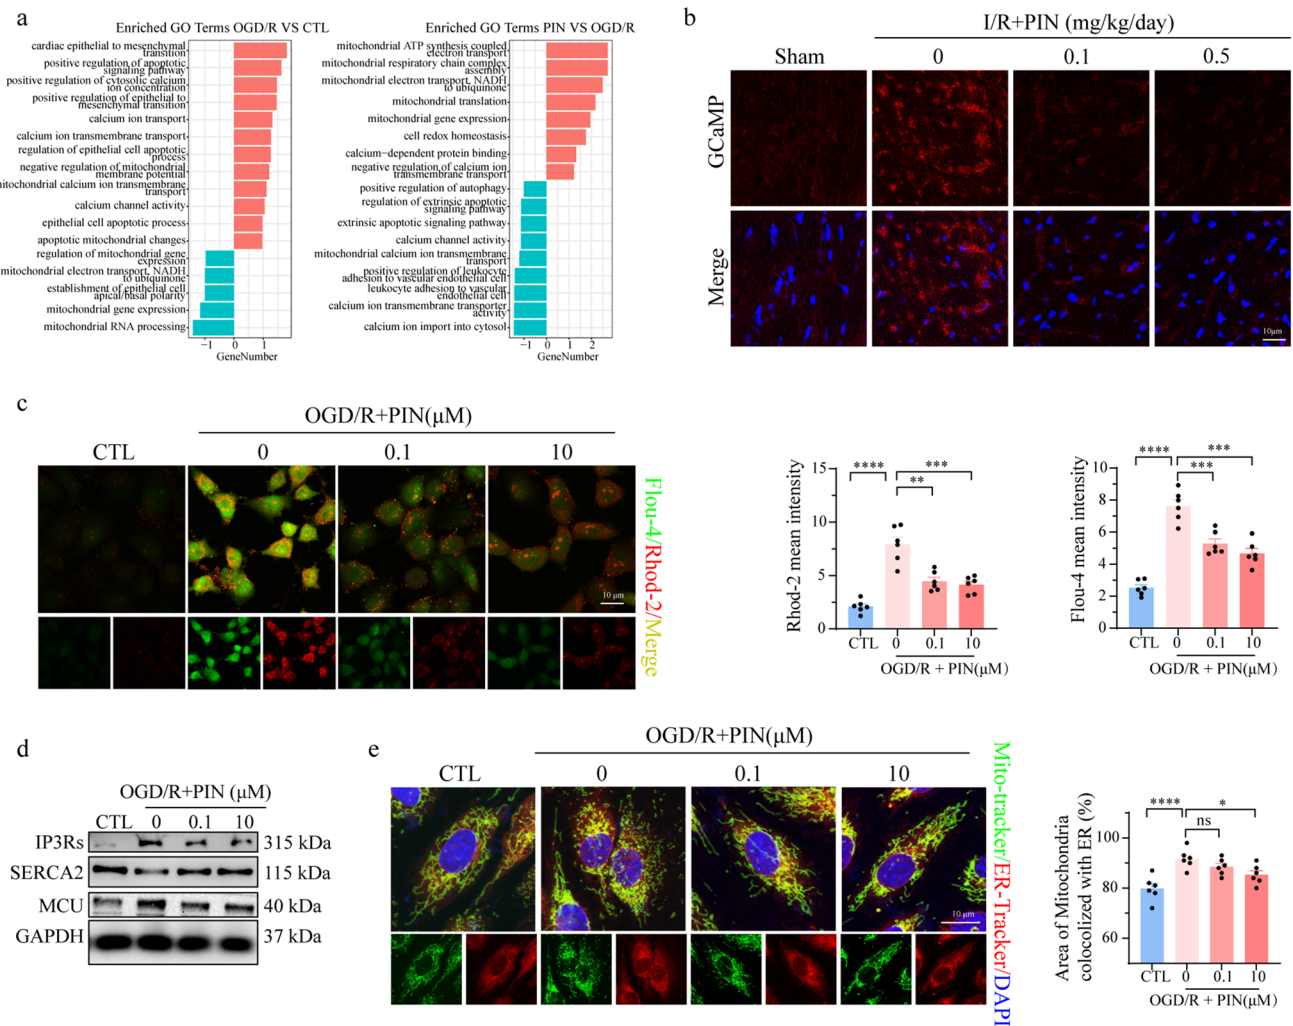 a
Enriched GO Terms OGD/R VS CTL
cardiac epithelial to mesenchymal
transition
positive regulation of apoptotic
signaling pathway
positive regulation of cytosolic calcium
ion concentration
positive regulation of epithelial to
mesenchymal transition
calcium ion transport
calcium ion transmembrane transport
regulation of epithelial cell apoptotic
process
negative regulation of mitochondrial
membrane potential
mitochondrial calcium ion transmembrane
transport
calcium channel activity
epithelial cell apoptotic process
apoptotic mitochondrial changes
regulation of mitochondrial gene
expression
mitochondrial electron transport, NADH
to ubiquinone
establishment of epithelial cell
apical/basal polarity
mitochondrial gene expression
mitochondrial RNA processing
−1 0 1
GeneNumber
Enriched GO Terms PIN VS OGD/R
mitochondrial ATP synthesis coupled
electron transport
mitochondrial respiratory chain complex
assembly
mitochondrial electron transport, NADH
to ubiquinone
mitochondrial translation
mitochondrial gene expression
cell redox homeostasis
calcium−dependent protein binding
negative regulation of calcium ion
transmembrane transport
positive regulation of autophagy
regulation of extrinsic apoptotic
signaling pathway
extrinsic apoptotic signaling pathway
calcium channel activity
mitochondrial calcium ion transmembrane
transport
positive regulation of leukocyte
adhesion to vascular endothelial cell
leukocyte adhesion to vascular
endothelial cell
calcium ion transmembrane transporter
activity
calcium ion import into cytosol
−1 0 1 2
GeneNumber
b
I/R+PIN (mg/kg/day)
Sham 0 0.1 0.5
GCaMP
Merge
10μm
c
OGD/R+PIN(μM)
CTL 0 0.1 10
Flou-4/Rhod-2/Merge
10 μm
Rhod-2 mean intensity
15
10
5
0
**** ** ***
CTL 0 0.1 10
OGD/R + PIN(μM)
Flou-4 mean intensity
10
8
6
4
2
0
**** *** ***
CTL 0 0.1 10
OGD/R + PIN(μM)
d
OGD/R+PIN (μM)
CTL 0 0.1 10
IP3Rs 315 kDa
SERCA2 115 kDa
MCU 40 kDa
GAPDH 37 kDa
e
OGD/R+PIN(μM)
CTL 0 0.1 10
Mito-tracker/ER-Tracker/DAPI
10 μm
Area of Mitochondria
colocolized with ER (%)
100
80
60
**** ns *
CTL 0 0.1 10
OGD/R + PIN(μM)